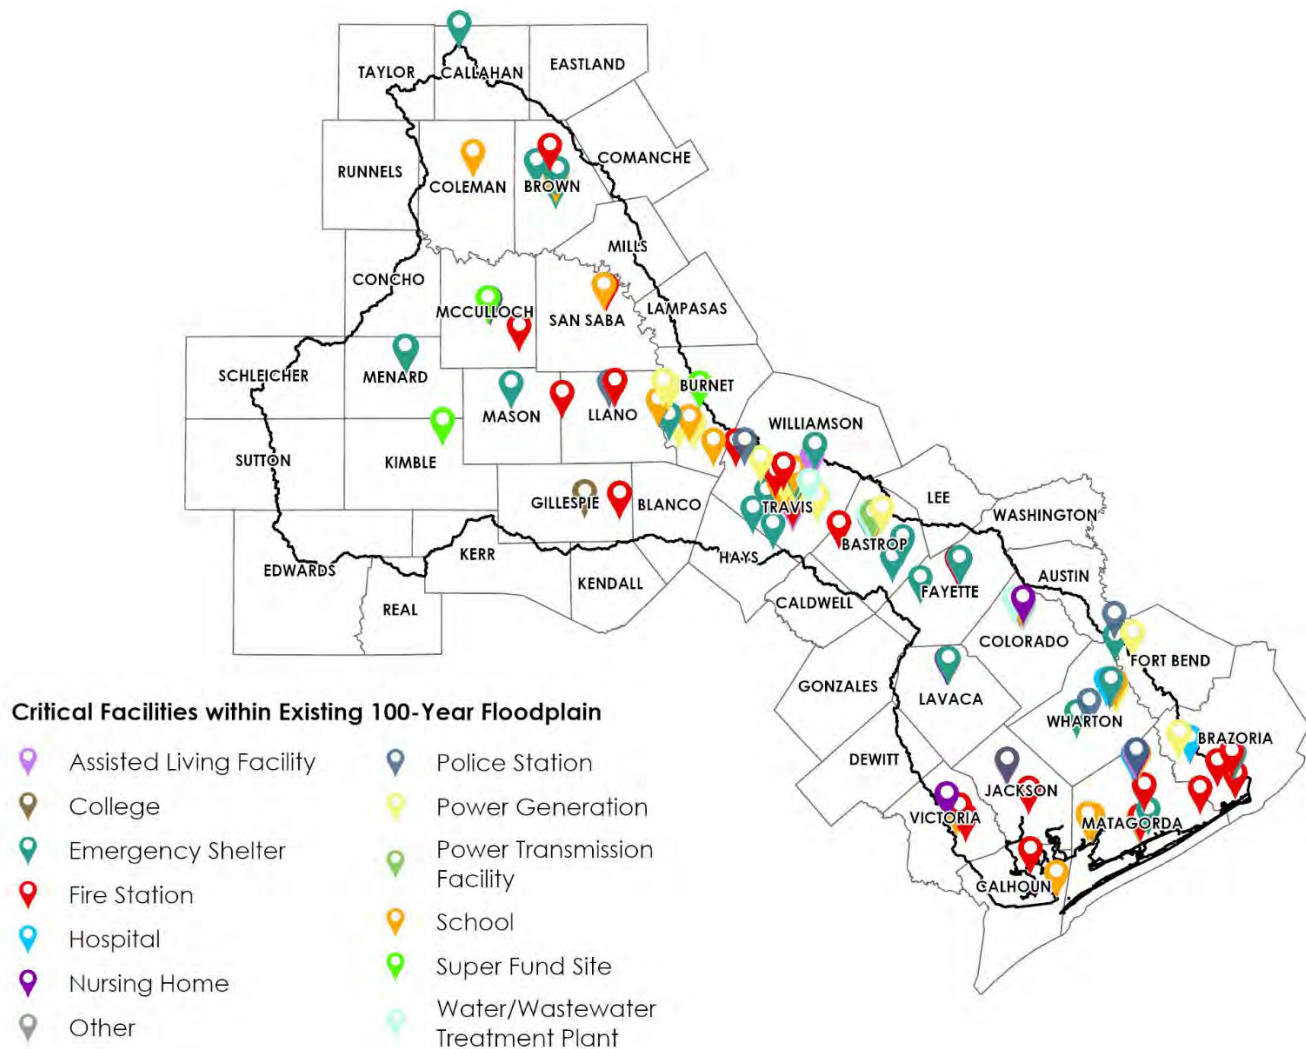 EASTLAND
TAYLOR
CALLAHAN
COMANCHE
RUNNELS
COLEMAN
BROWN
MILLS
CONCHO
MCCULLOCH
SAN SABA
LAMPASAS
SCHLEICHER
MENARD
MASON
LLANO
BURNET
WILLIAMSON
SUTTON
KIMBLE
GILLESPIE
BLANCO
TRAVIS
LEE
WASHINGTON
BASTROP
EDWARDS
KERR
HAYS
KENDALL
AUSTIN
FAYETTE
REAL
CALDWELL
COLORADO
FORT BEND
GONZALES
LAVACA
WHARTON
BRAZORIA
DEWITT
JACKSON
VICTORIA
MATAGORDA
CALHOUN
Critical Facilities within Existing 100-Year Floodplain
Assisted Living Facility
College
Emergency Shelter
Fire Station
Hospital
Nursing Home
Other
Police Station
Power Generation
Power Transmission
Facility
School
Super Fund Site
Water/Wastewater
Treatment Plant